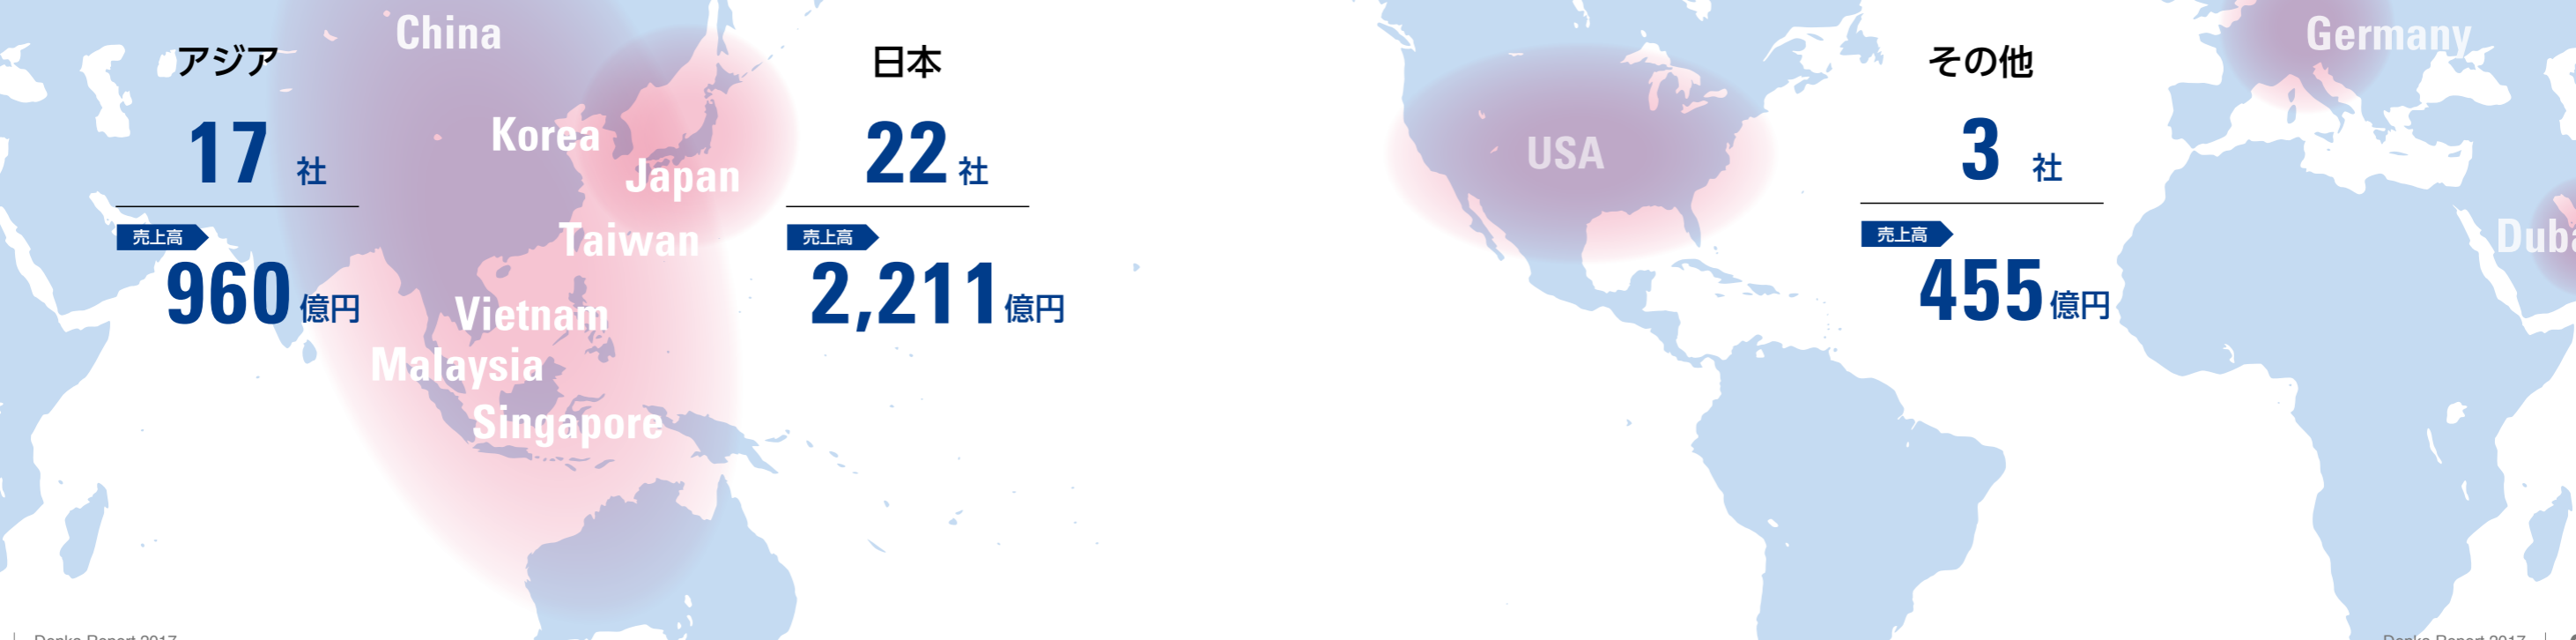 アジア
17 社
売上高
960 億円
China
Korea
Japan
Taiwan
Vietnam
Malaysia
Singapore
日本
22 社
売上高
2,211 億円
USA
その他
3 社
売上高
455 億円
Germany